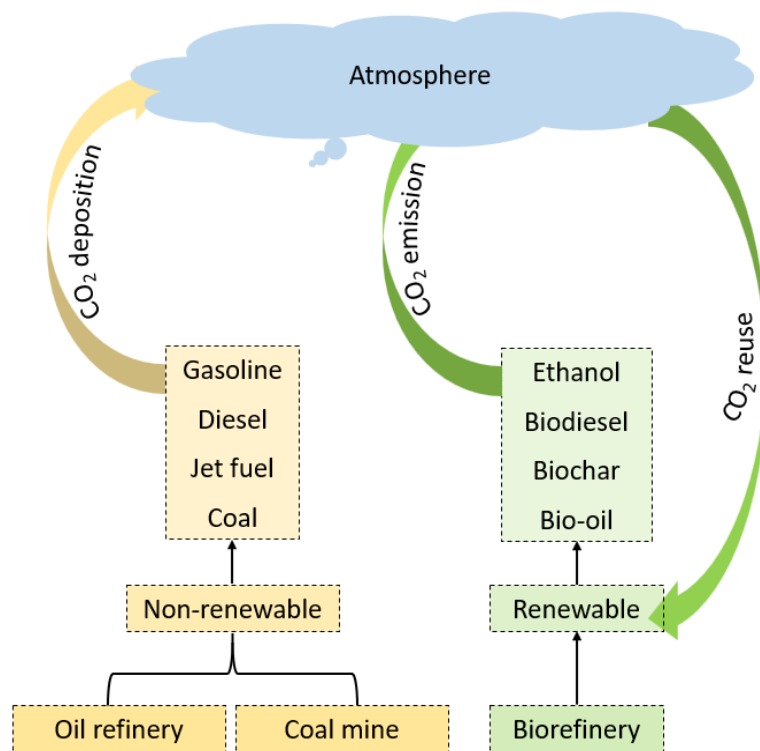 Atmosphere
CO₂ deposition
CO₂ emission
CO₂ reuse
Gasoline
Diesel
Jet fuel
Coal
Ethanol
Biodiesel
Biochar
Bio-oil
Non-renewable
Renewable
Oil refinery
Coal mine
Biorefinery